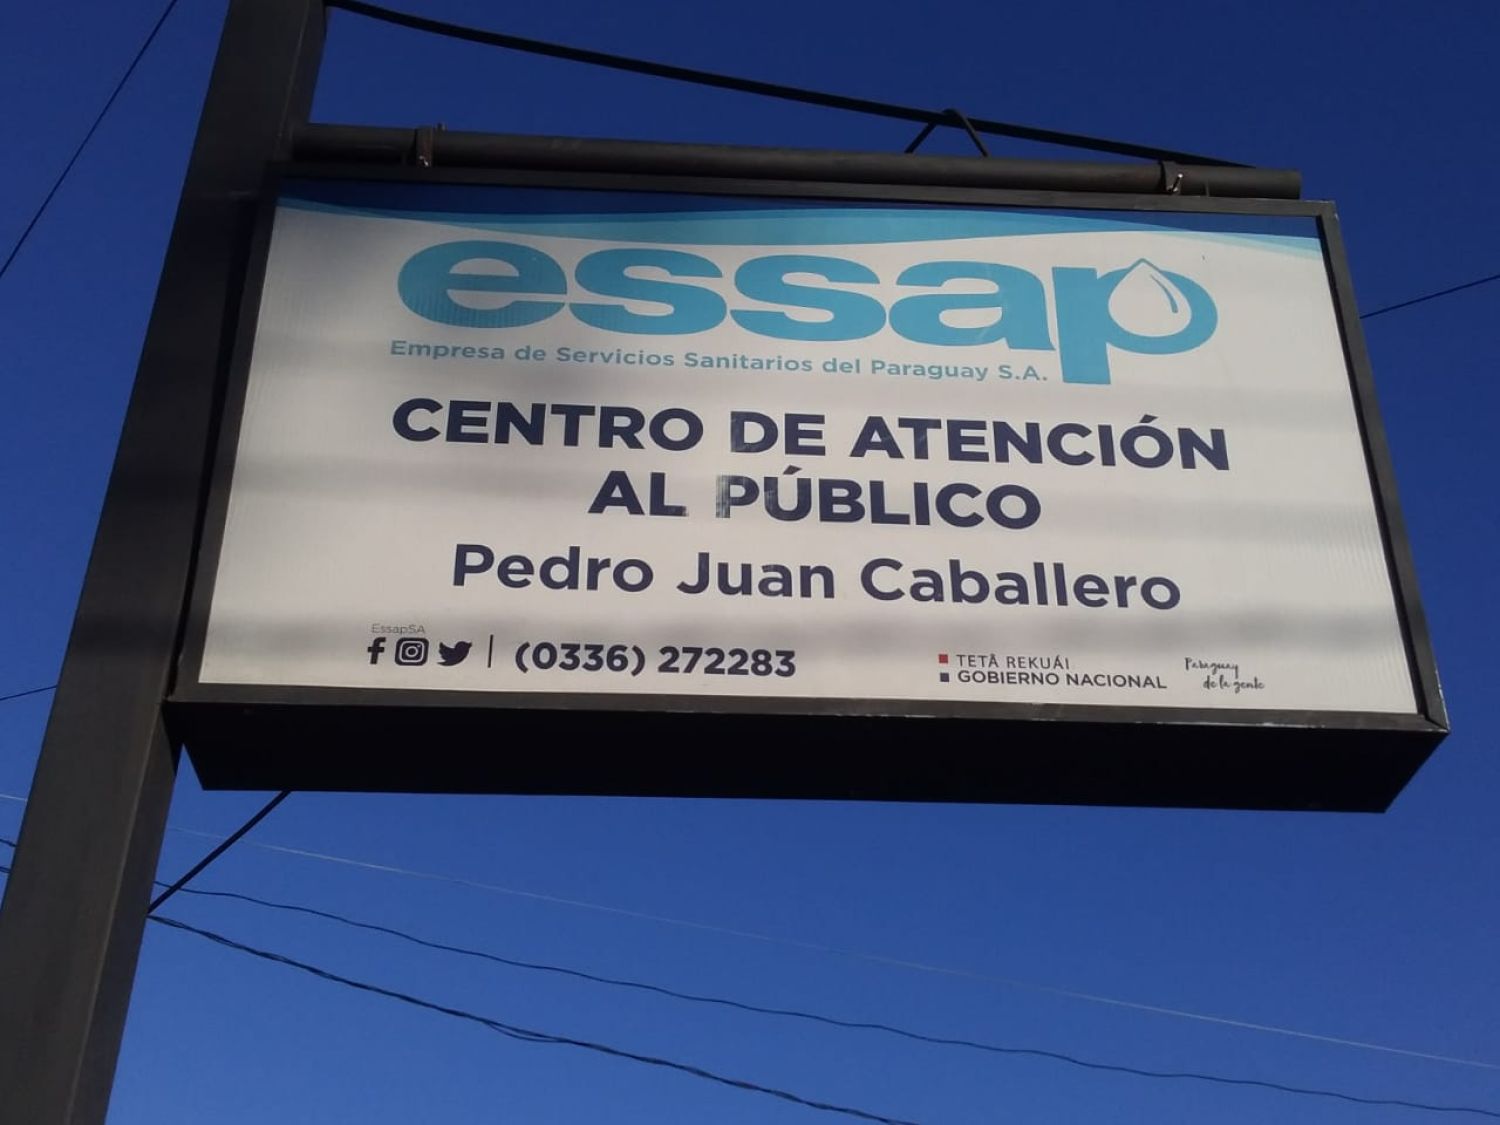 essap
Empresa de Servicios Sanitarios del Paraguay S.A.
CENTRO DE ATENCIÓN
AL PÚBLICO
Pedro Juan Caballero
EssapSA
(0336) 272283
TETÃ REKUÁI
GOBIERNO NACIONAL
Paraguay
de la gente